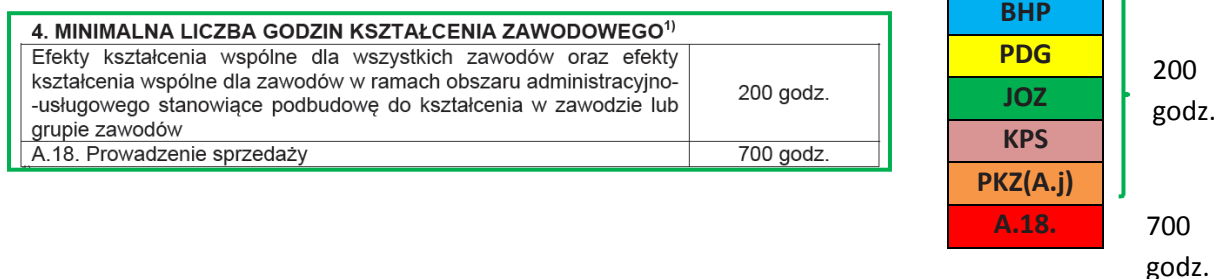 4. MINIMALNA LICZBA GODZIN KSZTAŁCENIA ZAWODOWEGO¹⁾
Efekty kształcenia wspólne dla wszystkich zawodów oraz efekty
kształcenia wspólne dla zawodów w ramach obszaru administracyjno-
-usługowego stanowiące podbudowę do kształcenia w zawodzie lub
grupie zawodów
200 godz.
A.18. Prowadzenie sprzedaży
700 godz.
BHP
PDG
JOZ
KPS
PKZ(A.j)
A.18.
200
godz.
700
godz.